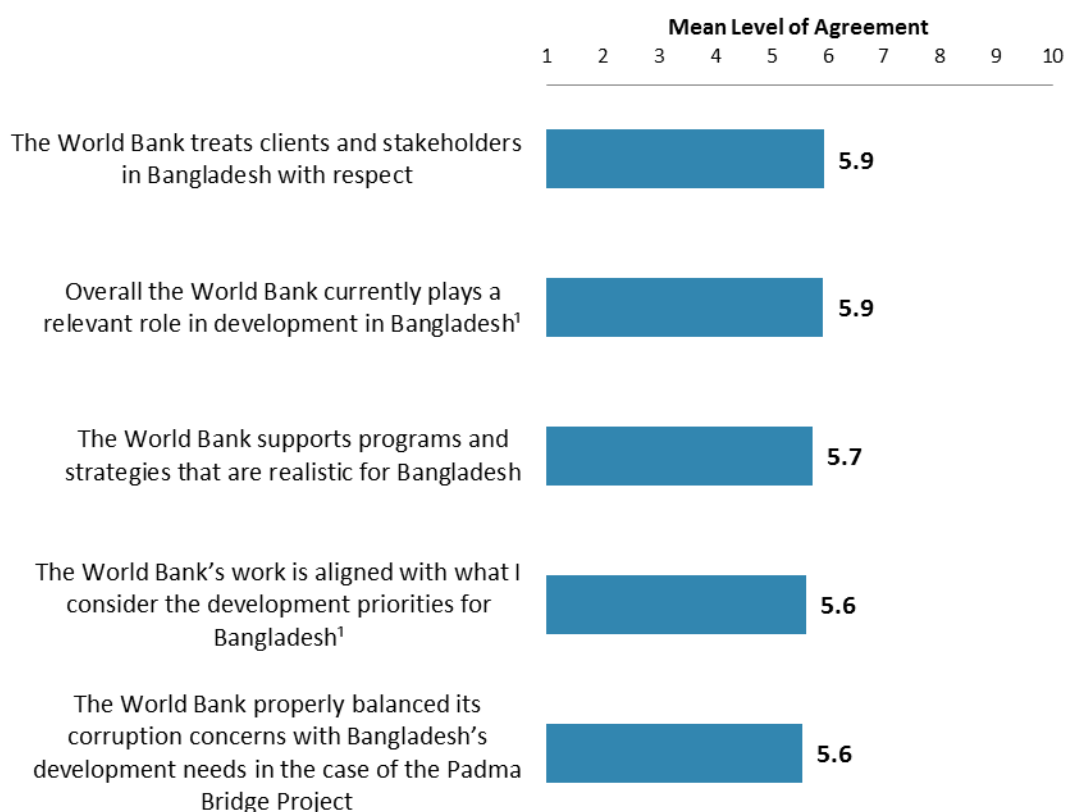 Mean Level of Agreement
1 2 3 4 5 6 7 8 9 10
The World Bank treats clients and stakeholders
in Bangladesh with respect
5.9
Overall the World Bank currently plays a
relevant role in development in Bangladesh¹
5.9
The World Bank supports programs and
strategies that are realistic for Bangladesh
5.7
The World Bank’s work is aligned with what I
consider the development priorities for
Bangladesh¹
5.6
The World Bank properly balanced its
corruption concerns with Bangladesh’s
development needs in the case of the Padma
Bridge Project
5.6